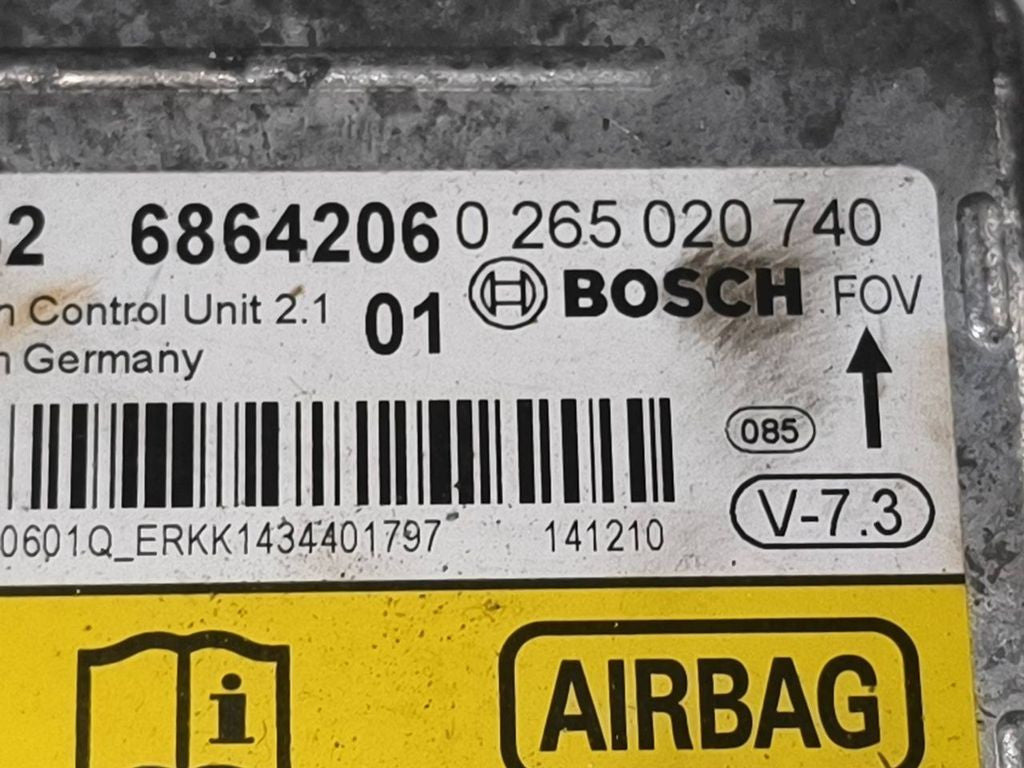 2 6864206 0 265 020 740
BOSCH FOV
Control Unit 2.1 01
Germany
085
V-7.3
0601Q_ERKK1434401797 141210
i
AIRBAG